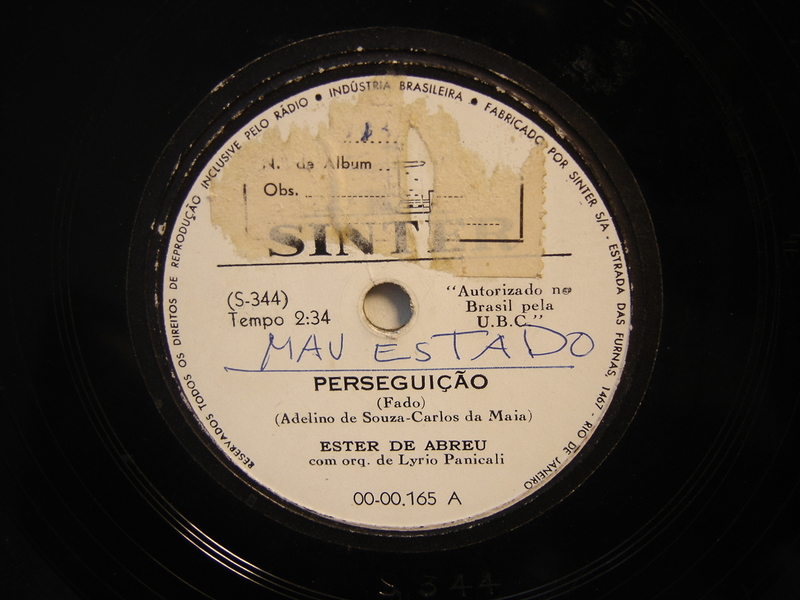 RESERVADOS TODOS OS DIREITOS DE REPRODUÇÃO INCLUSIVE PELO RÁDIO • INDÚSTRIA BRASILEIRA • FABRICADO POR SINTER S/A - ESTRADA DAS FURNAS, 1467 - RIO DE JANEIRO
N.º de Album
Obs.
SINTER
(S-344)
Tempo 2:34
"Autorizado no
Brasil pela
U.B.C."
MAU ESTADO
PERSEGUIÇÃO
(Fado)
(Adelino de Souza-Carlos da Maia)
ESTER DE ABREU
com orq. de Lyrio Panicali
00-00.165 A
S 344